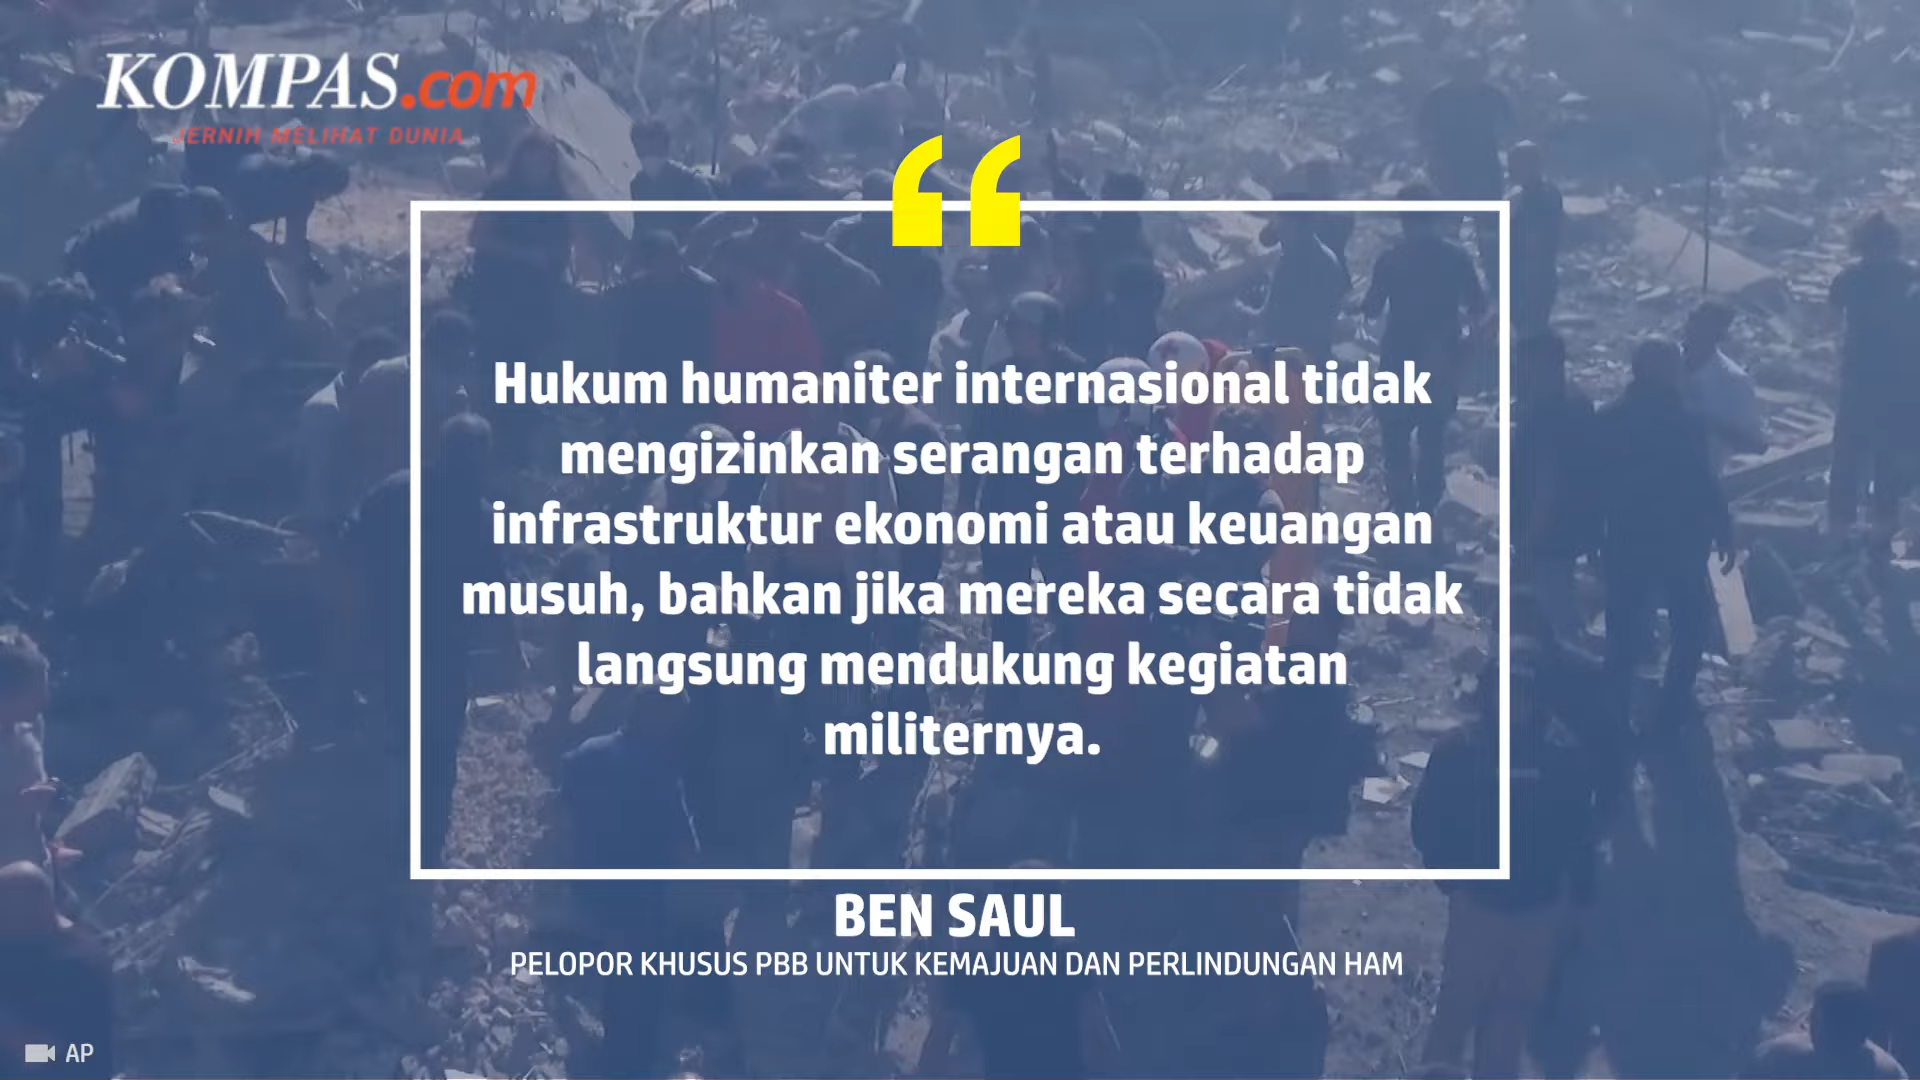 KOMPAS.com
JERNIH MELIHAT DUNIA
Hukum humaniter internasional tidak
mengizinkan serangan terhadap
infrastruktur ekonomi atau keuangan
musuh, bahkan jika mereka secara tidak
langsung mendukung kegiatan
militernya.
BEN SAUL
PELOPOR KHUSUS PBB UNTUK KEMAJUAN DAN PERLINDUNGAN HAM
AP